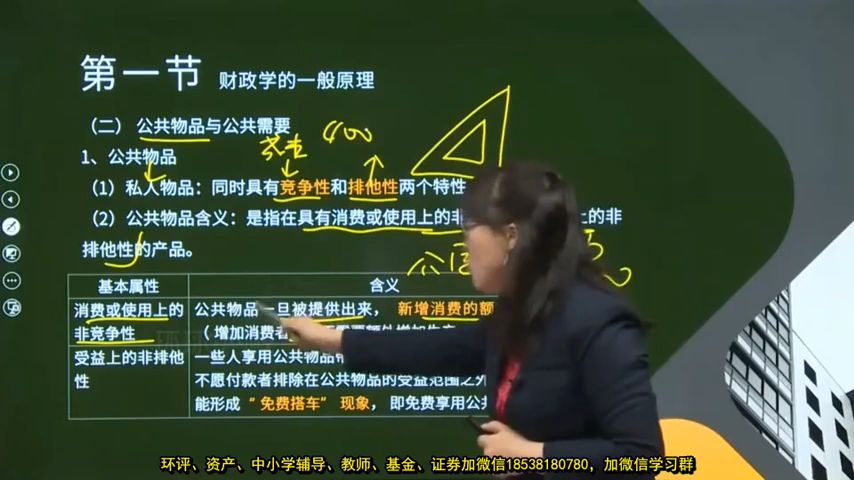 第一节 财政学的一般原理
（二）公共物品与公共需要
1、公共物品
（1）私人物品：同时具有竞争性和排他性两个特性
（2）公共物品含义：是指在具有消费或使用上的非 上的非
排他性的产品。
基本属性 含义
消费或使用上的
非竞争性
公共物品一旦被提供出来，新增消费的额
（增加消费者
受益上的非排他
性
一些人享用公共物品带
不愿付款者排除在公共物品的受益范围之外
能形成“免费搭车”现象，即免费享用公共
环评、资产、中小学辅导、教师、基金、证券加微信18538180780，加微信学习群